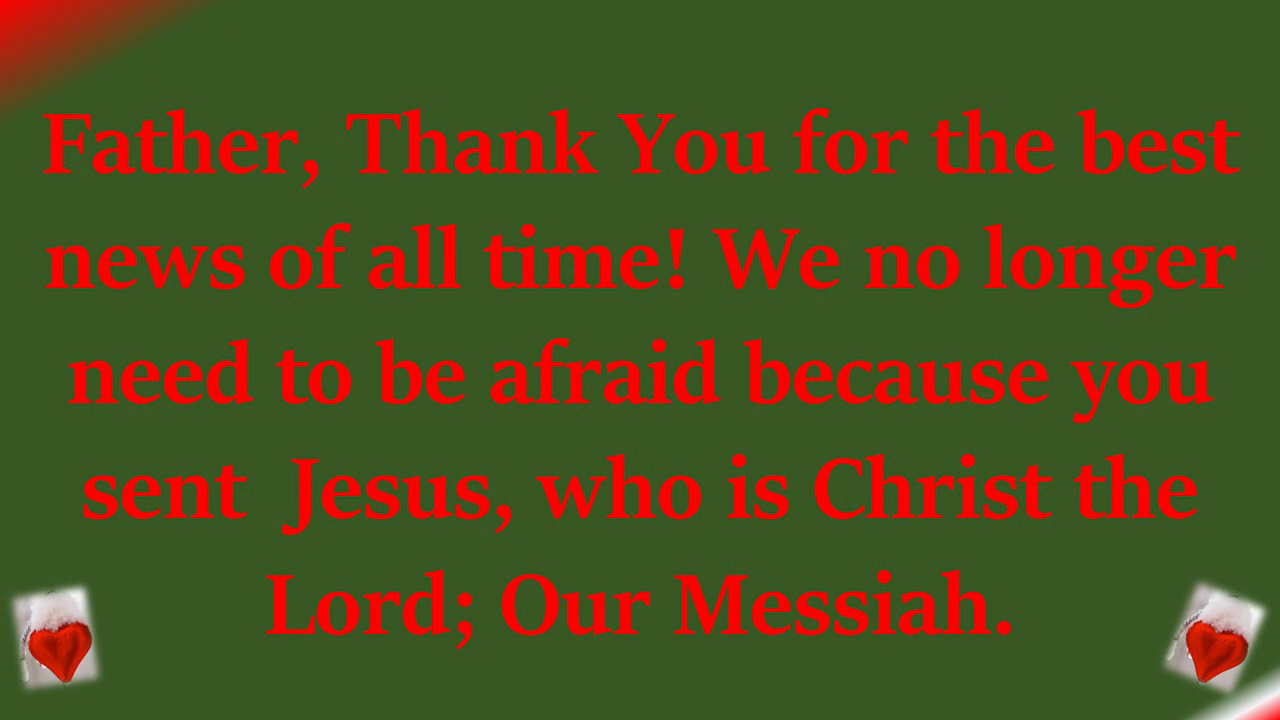 Father, Thank You for the best
news of all time! We no longer
need to be afraid because you
sent  Jesus, who is Christ the
Lord; Our Messiah.